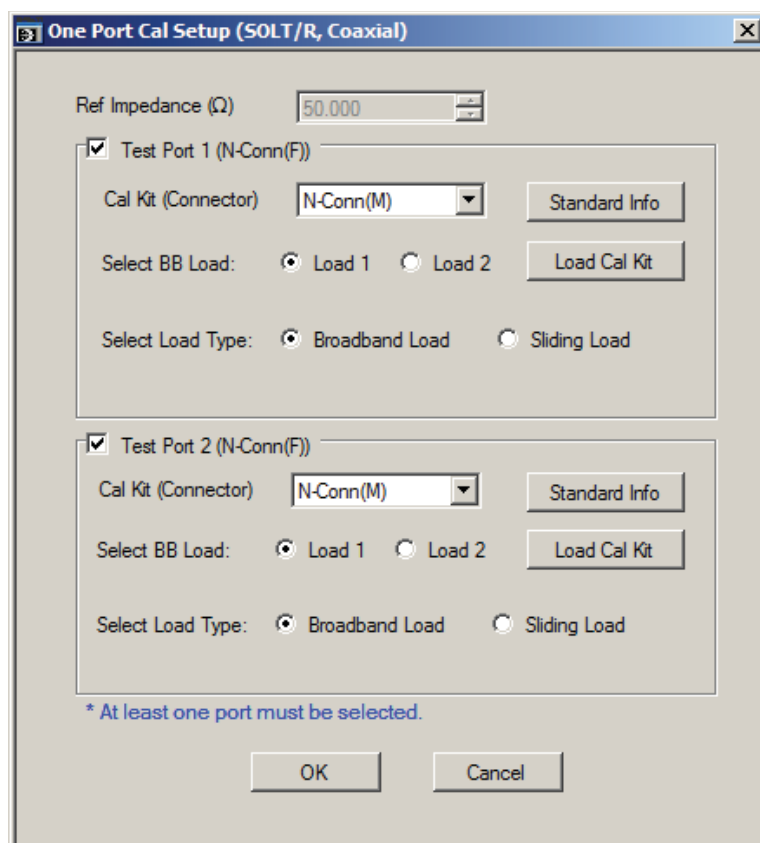 One Port Cal Setup (SOLT/R, Coaxial)
Ref Impedance (Ω) 50.000
Test Port 1 (N-Conn(F))
Cal Kit (Connector) N-Conn(M) Standard Info
Select BB Load: Load 1 Load 2 Load Cal Kit
Select Load Type: Broadband Load Sliding Load
Test Port 2 (N-Conn(F))
Cal Kit (Connector) N-Conn(M) Standard Info
Select BB Load: Load 1 Load 2 Load Cal Kit
Select Load Type: Broadband Load Sliding Load
* At least one port must be selected.
OK Cancel